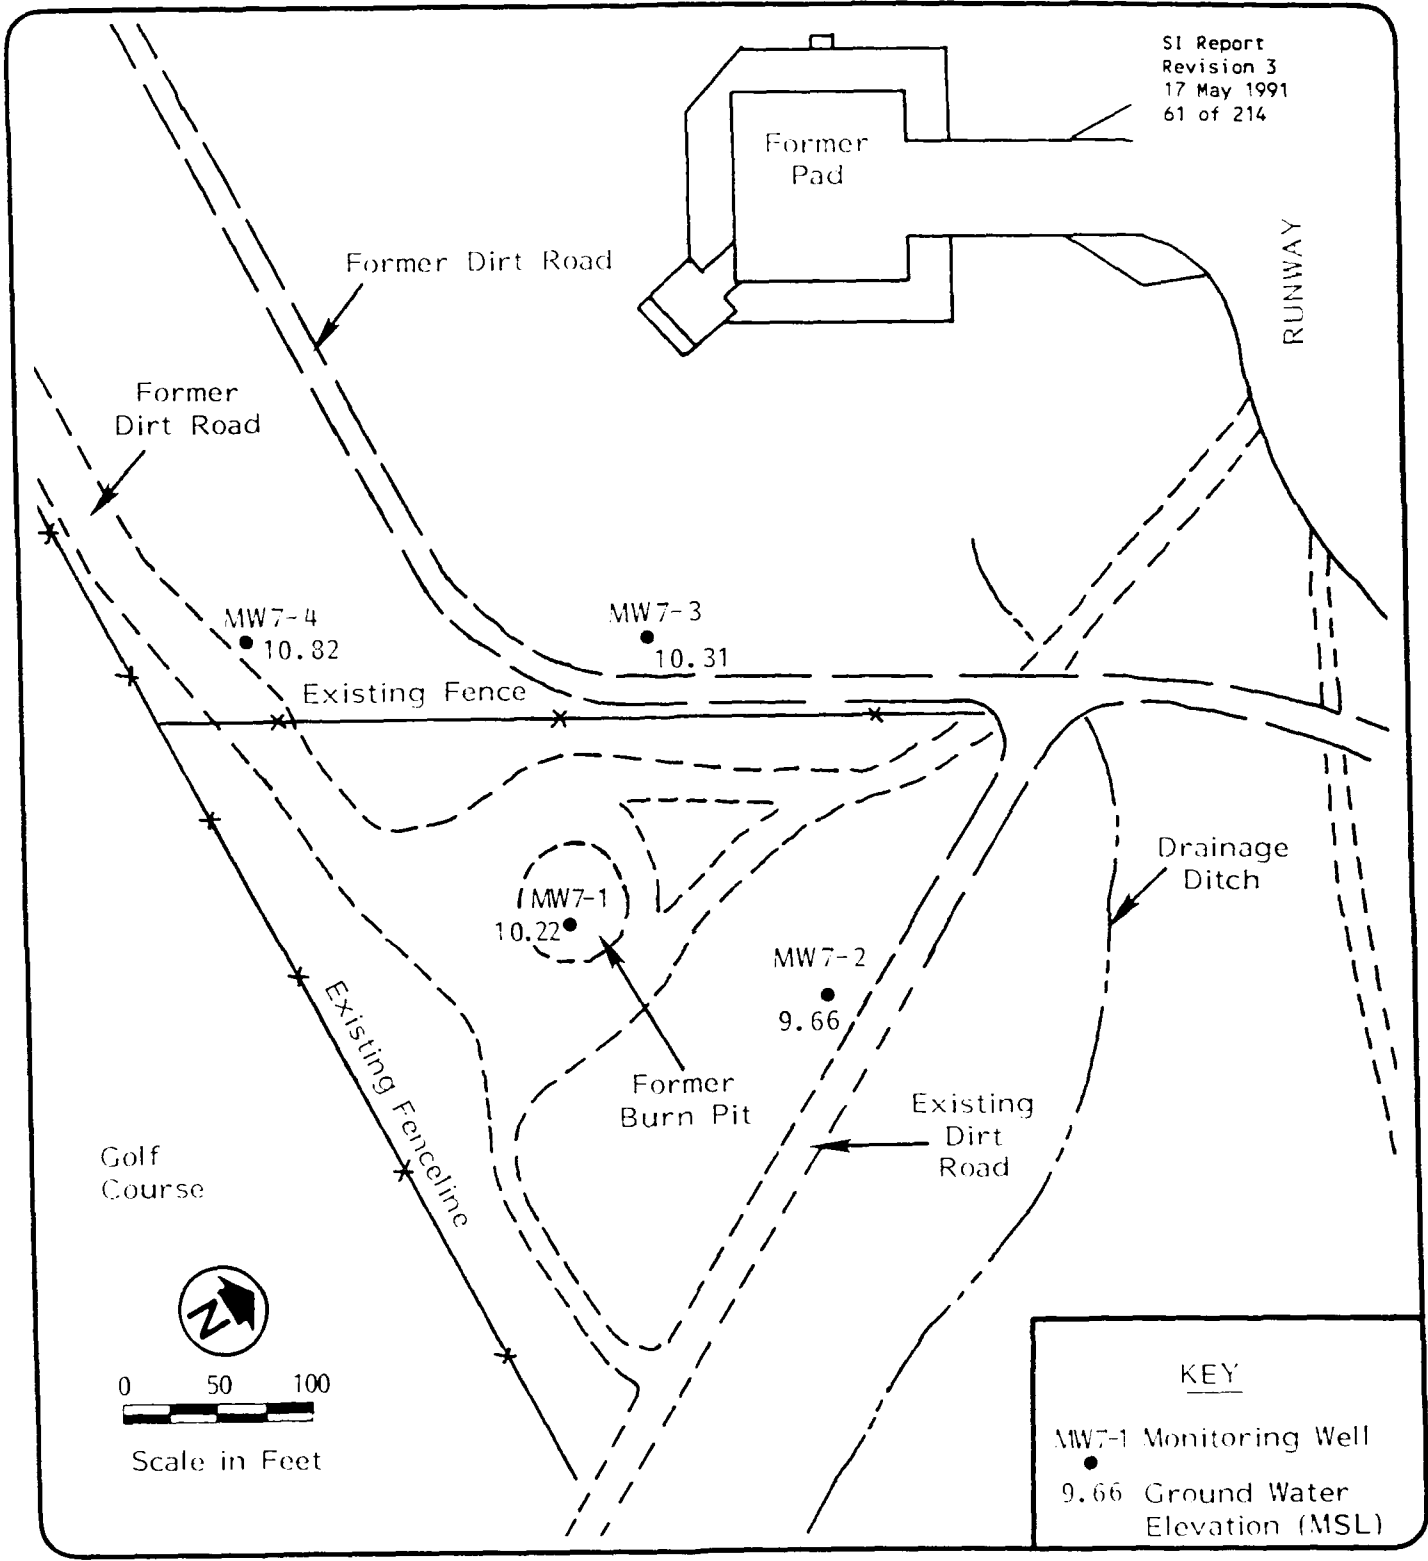 SI Report
Revision 3
17 May 1991
61 of 214
Former
Pad
RUNWAY
Former Dirt Road
Former
Dirt Road
MW7-4
10.82
MW7-3
10.31
Existing Fence
Drainage
Ditch
MW7-1
10.22
MW7-2
9.66
Existing Fenceline
Former
Burn Pit
Existing
Dirt
Road
Golf
Course
N
0 50 100
Scale in Feet
KEY
MW7-1 Monitoring Well
9.66 Ground Water
Elevation (MSL)